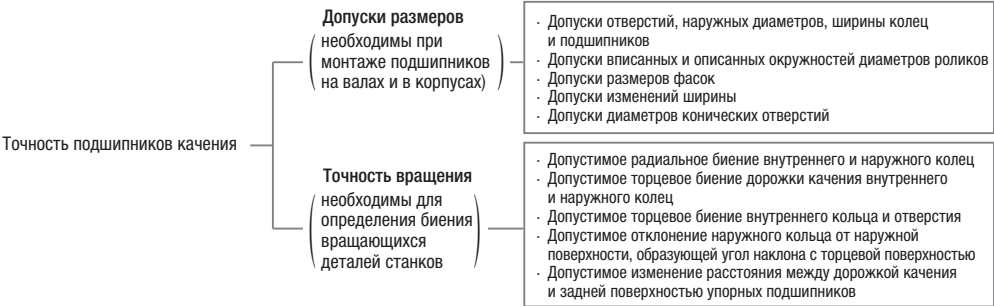 Точность подшипников качения
Допуски размеров
(необходимы при
монтаже подшипников
на валах и в корпусах))
· Допуски отверстий, наружных диаметров, ширины колец
и подшипников
· Допуски вписанных и описанных окружностей диаметров роликов
· Допуски размеров фасок
· Допуски изменений ширины
· Допуски диаметров конических отверстий
Точность вращения
(необходимы для
определения биения
вращающихся
деталей станков)
· Допустимое радиальное биение внутреннего и наружного колец
· Допустимое торцевое биение дорожки качения внутреннего
и наружного колец
· Допустимое торцевое биение внутреннего кольца и отверстия
· Допустимое отклонение наружного кольца от наружной
поверхности, образующей угол наклона с торцевой поверхностью
· Допустимое изменение расстояния между дорожкой качения
и задней поверхностью упорных подшипников